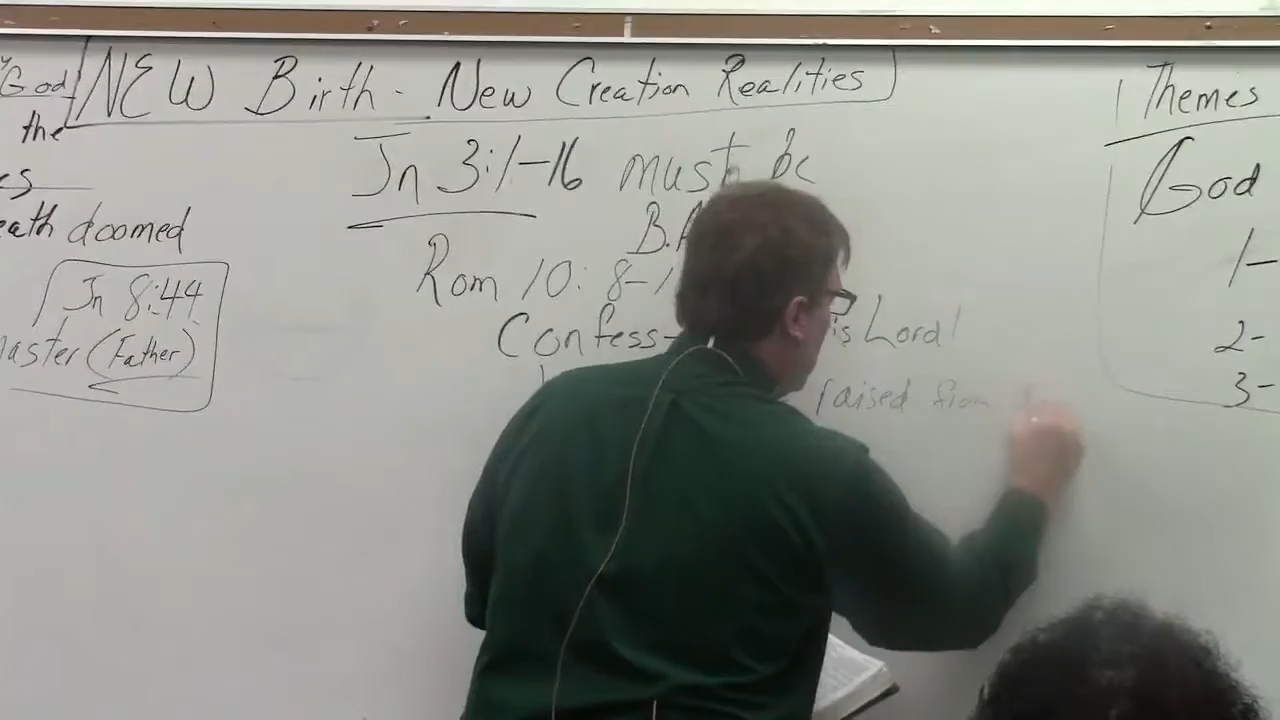 God
the
es
eath doomed
Jn 8:44
master (Father)
NEW Birth - New Creation Realities
Jn 3:1-16 must be
B.A
Rom 10: 8-1
Confess- is Lord!
raised from
Themes
God
1-
2-
3-